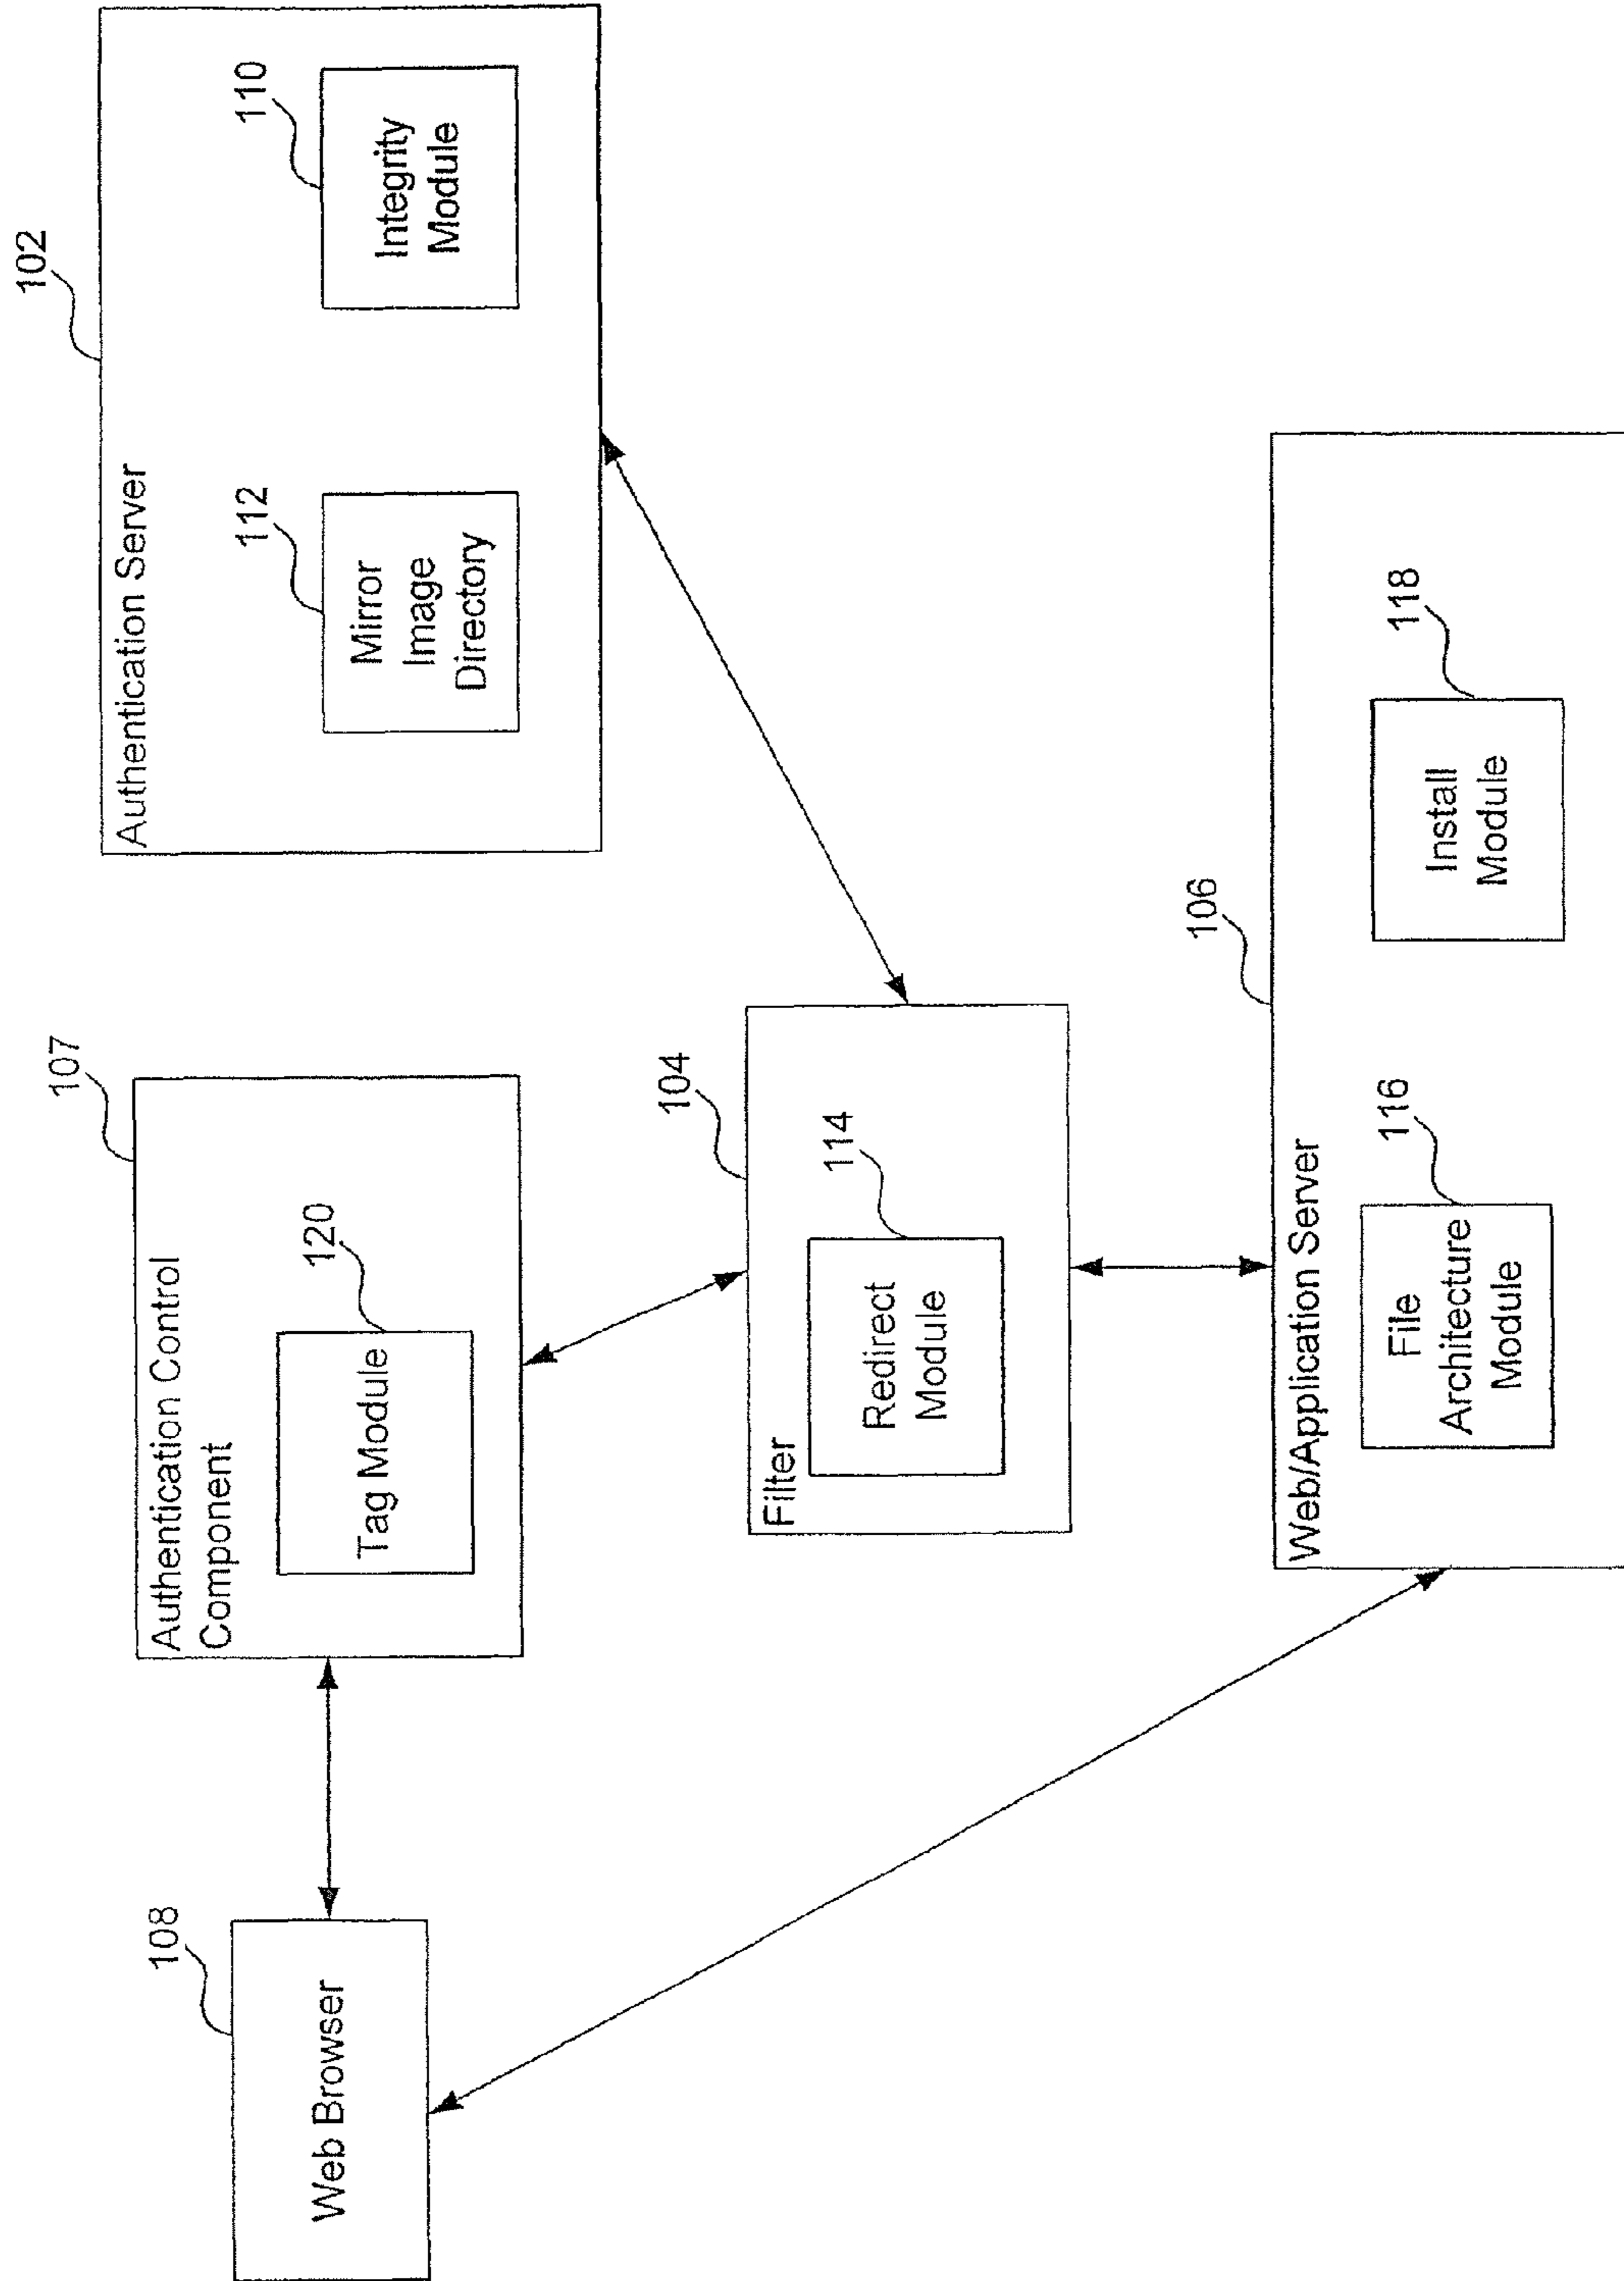 108
Web Browser
107
Authentication Control
Component
120
Tag Module
102
Authentication Server
112
Mirror
Image
Directory
110
Integrity
Module
104
Filter
114
Redirect
Module
106
Web/Application Server
116
File
Architecture
Module
118
Install
Module